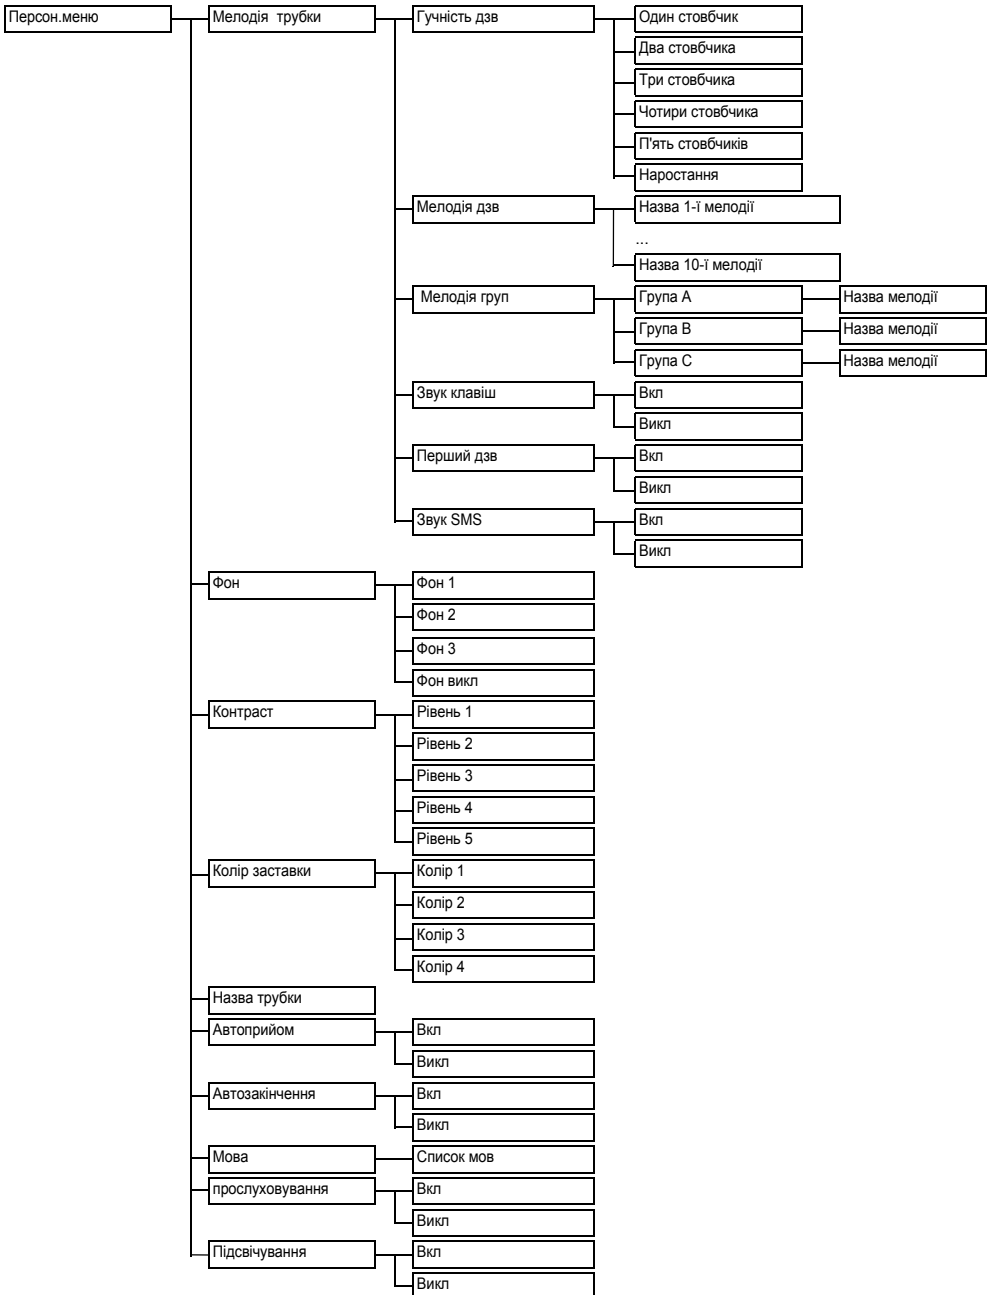 Персон.меню
Мелодія трубки
Гучність дзв
Один стовбчик
Два стовбчика
Три стовбчика
Чотири стовбчика
П'ять стовбчиків
Наростання
Мелодія дзв
Назва 1-ї мелодії
...
Назва 10-ї мелодії
Мелодія груп
Група A
Назва мелодії
Група B
Назва мелодії
Група C
Назва мелодії
Звук клавіш
Вкл
Викл
Перший дзв
Вкл
Викл
Звук SMS
Вкл
Викл
Фон
Фон 1
Фон 2
Фон 3
Фон викл
Контраст
Рівень 1
Рівень 2
Рівень 3
Рівень 4
Рівень 5
Колір заставки
Колір 1
Колір 2
Колір 3
Колір 4
Назва трубки
Автоприйом
Вкл
Викл
Автозакінчення
Вкл
Викл
Мова
Список мов
прослуховування
Вкл
Викл
Підсвічування
Вкл
Викл